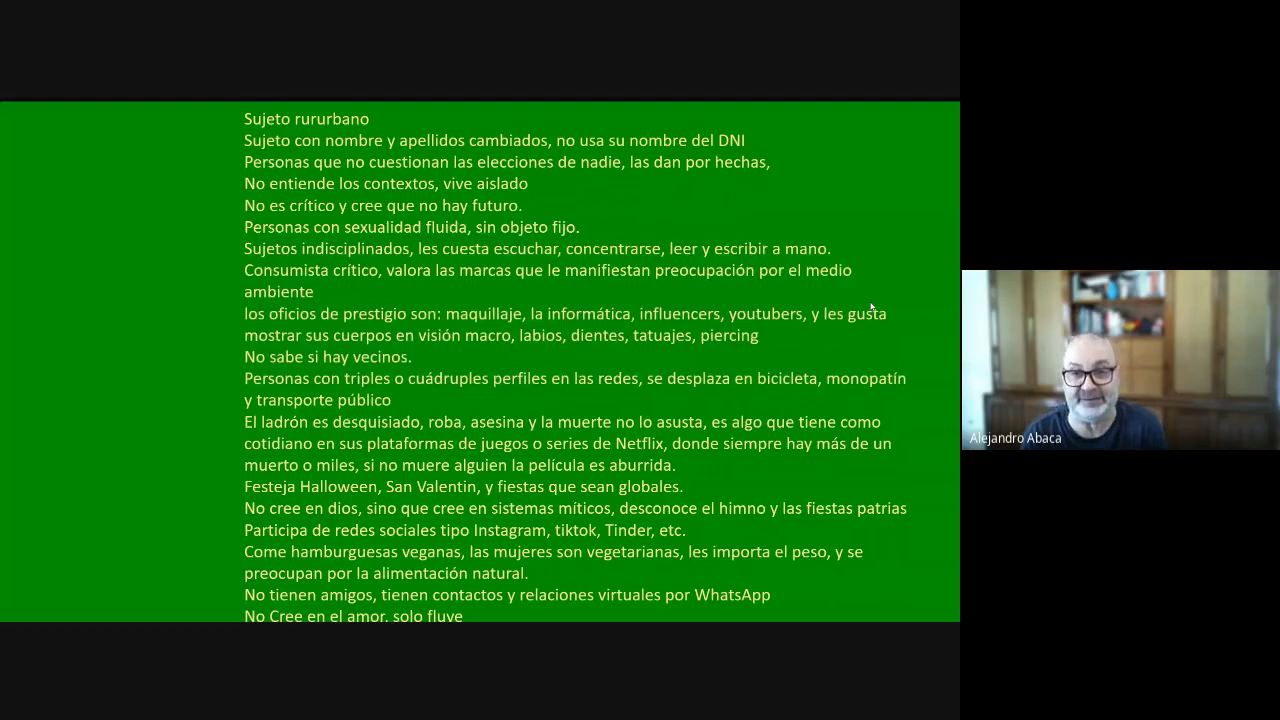 Sujeto rururbano
Sujeto con nombre y apellidos cambiados, no usa su nombre del DNI
Personas que no cuestionan las elecciones de nadie, las dan por hechas,
No entiende los contextos, vive aislado
No es crítico y cree que no hay futuro.
Personas con sexualidad fluida, sin objeto fijo.
Sujetos indisciplinados, les cuesta escuchar, concentrarse, leer y escribir a mano.
Consumista crítico, valora las marcas que le manifiestan preocupación por el medio
ambiente
los oficios de prestigio son: maquillaje, la informática, influencers, youtubers, y les gusta
mostrar sus cuerpos en visión macro, labios, dientes, tatuajes, piercing
No sabe si hay vecinos.
Personas con triples o cuádruples perfiles en las redes, se desplaza en bicicleta, monopatín
y transporte público
El ladrón es desquisiado, roba, asesina y la muerte no lo asusta, es algo que tiene como
cotidiano en sus plataformas de juegos o series de Netflix, donde siempre hay más de un
muerto o miles, si no muere alguien la película es aburrida.
Festeja Halloween, San Valentin, y fiestas que sean globales.
No cree en dios, sino que cree en sistemas míticos, desconoce el himno y las fiestas patrias
Participa de redes sociales tipo Instagram, tiktok, Tinder, etc.
Come hamburguesas veganas, las mujeres son vegetarianas, les importa el peso, y se
preocupan por la alimentación natural.
No tienen amigos, tienen contactos y relaciones virtuales por WhatsApp
No Cree en el amor, solo fluye
Alejandro Abaca